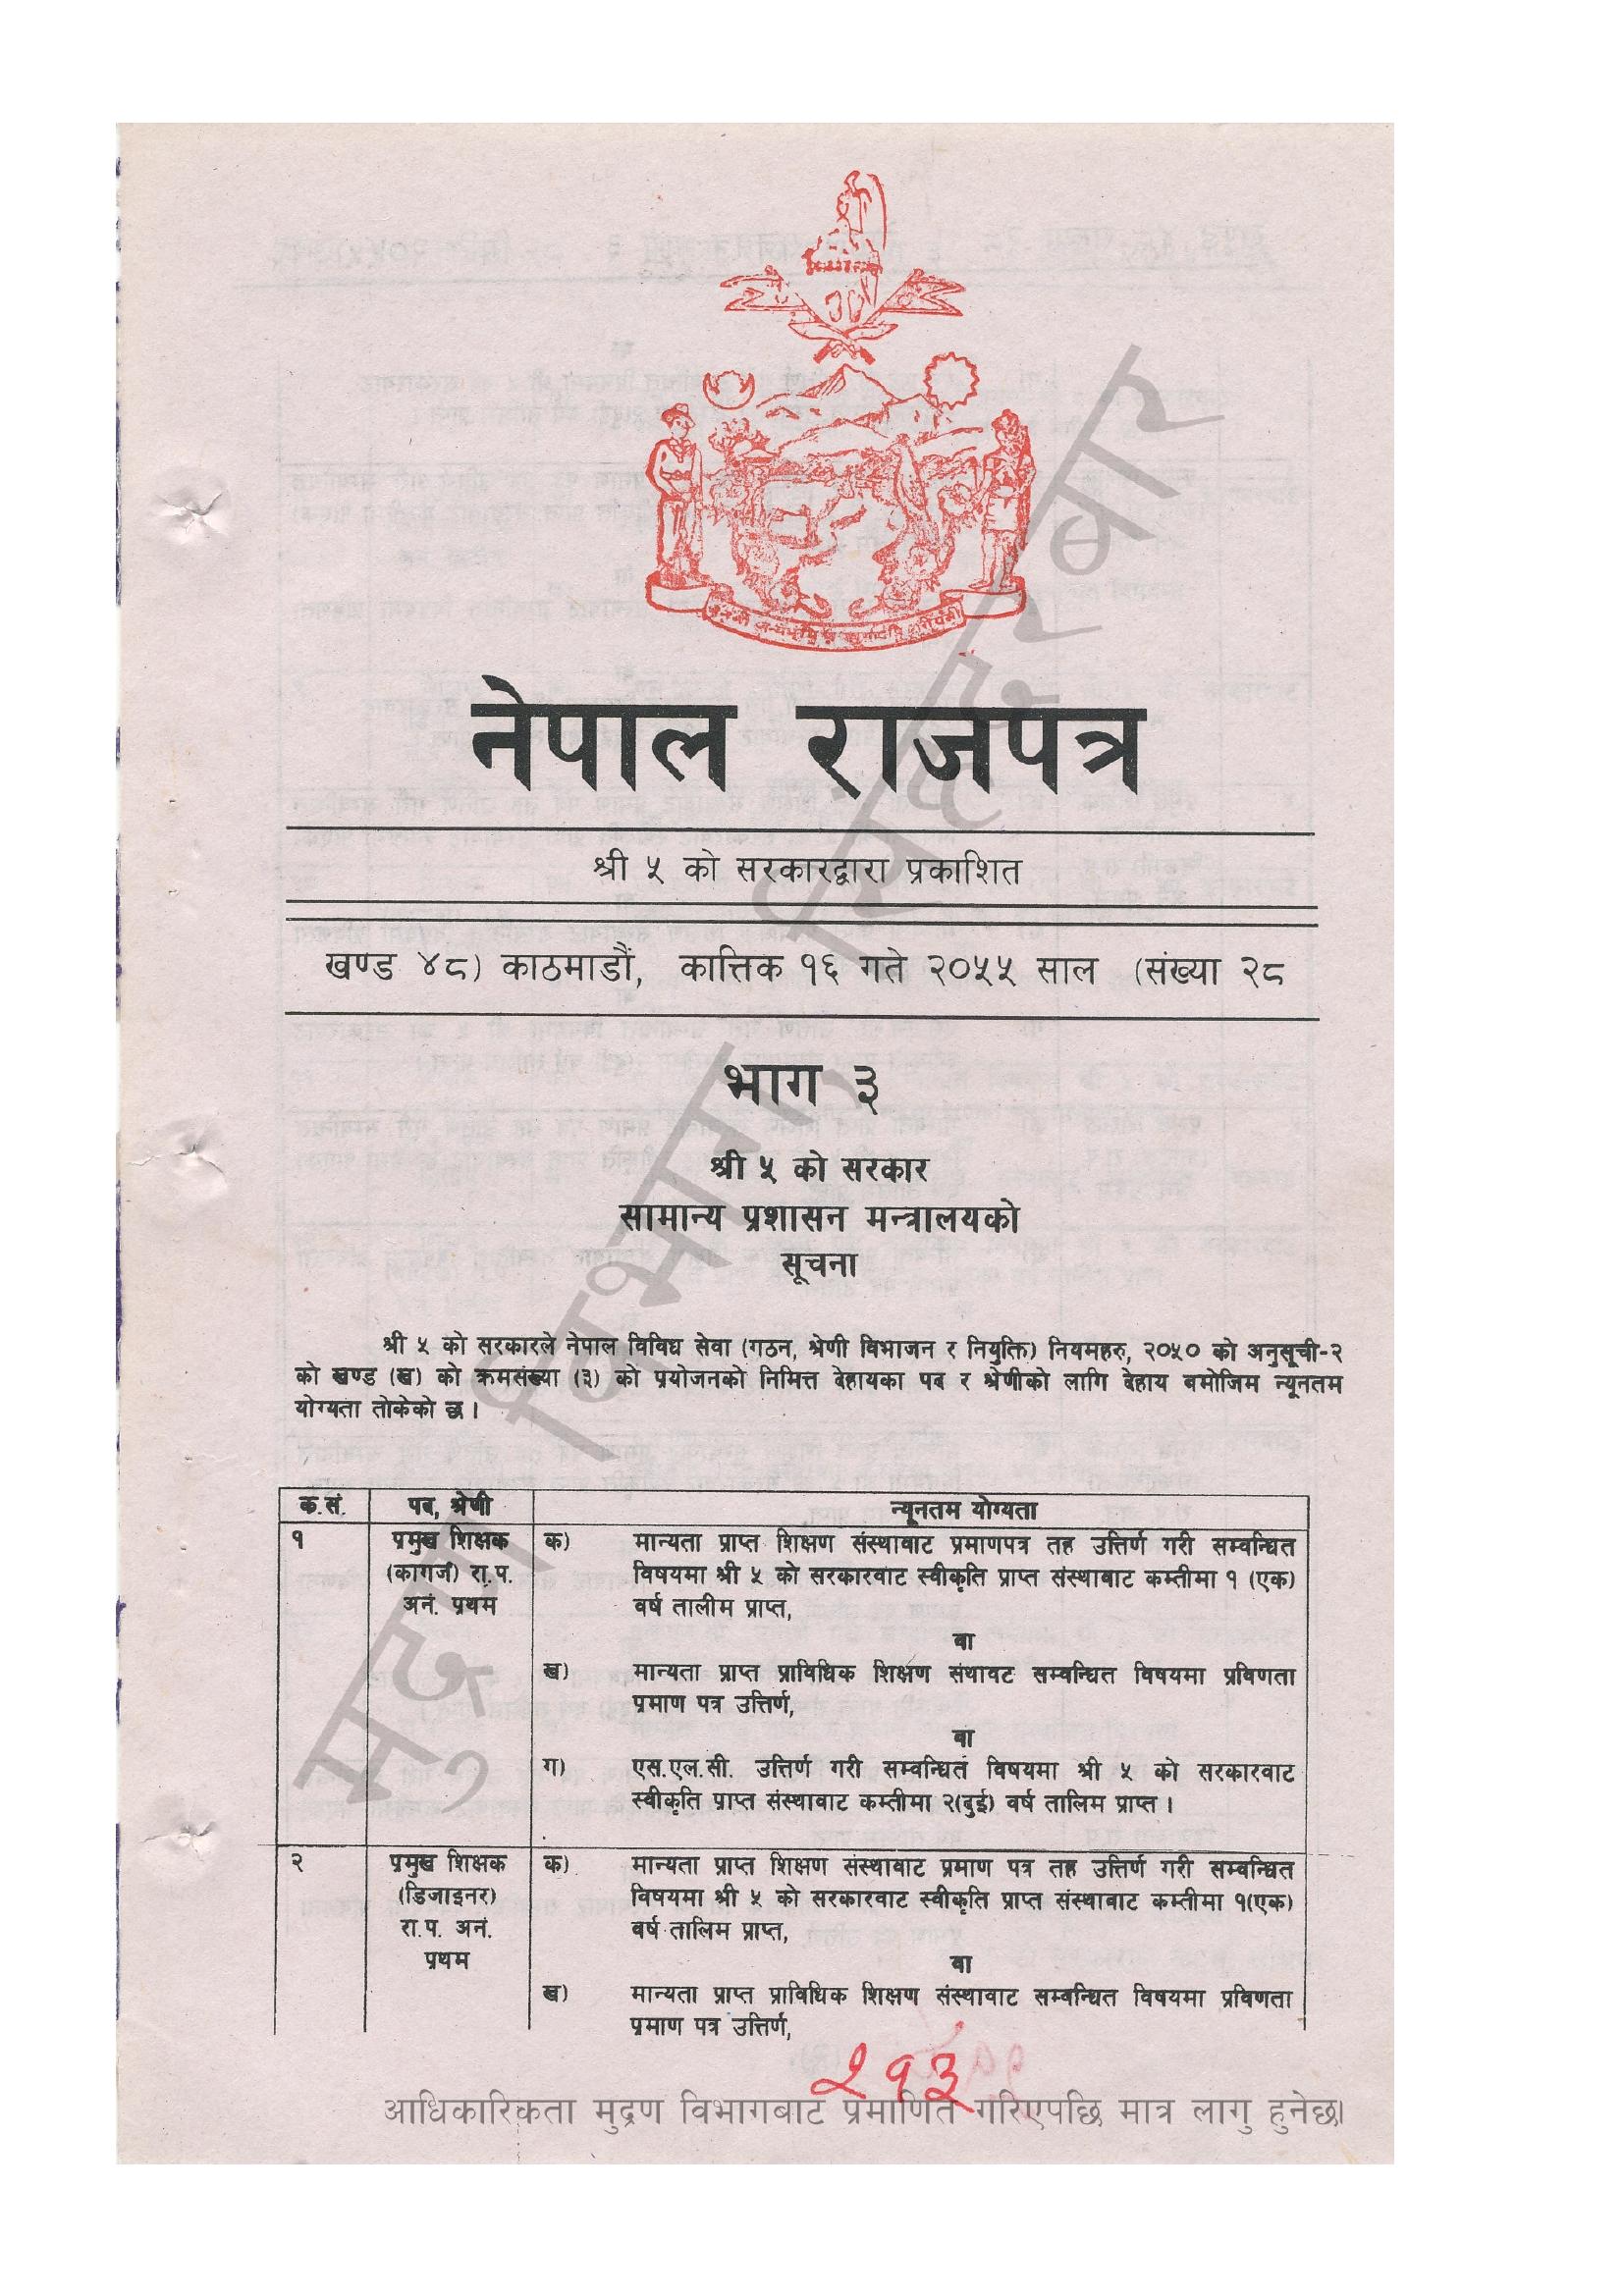 नेपाल राजपत्र
श्री ५ को सरकारद्वारा प्रकाशित
खण्ड ४८) काठमाडौं, कात्तिक १६ गते २०५५ साल (संख्या २८
भाग ३
श्री ५ को सरकार
सामान्य प्रशासन मन्त्रालयको
सूचना
श्री ५ को सरकारले नेपाल विविध सेवा (गठन, श्रेणी विभाजन र नियुक्ति) नियमहरु, २०५० को अनुसूची-२
को खण्ड (ख) को क्रमसंख्या (३) को प्रयोजनको निमित्त देहायका पद र श्रेणीको लागि देहाय बमोजिम न्यूनतम
योग्यता तोकेको छ ।
क.सं. पद, श्रेणी न्यूनतम योग्यता
१ प्रमुख शिक्षक क) मान्यता प्राप्त शिक्षण संस्थावाट प्रमाणपत्र तह उत्तिर्ण गरी सम्वन्धित
(कागज) रा.प. विषयमा श्री ५ को सरकारवाट स्वीकृति प्राप्त संस्थाबाट कम्तीमा १ (एक)
अनं. प्रथम वर्ष तालीम प्राप्त,
वा
ख) मान्यता प्राप्त प्राविधिक शिक्षण संथावट सम्वन्धित विषयमा प्रविणता
प्रमाण पत्र उत्तिर्ण,
वा
ग) एस.एल.सी. उत्तिर्ण गरी सम्वन्धित विषयमा श्री ५ को सरकारवाट
स्वीकृति प्राप्त संस्थावाट कम्तीमा २(दुई) वर्ष तालिम प्राप्त ।
२ प्रमुख शिक्षक क) मान्यता प्राप्त शिक्षण संस्थावाट प्रमाण पत्र तह उत्तिर्ण गरी सम्वन्धित
(डिजाइनर) विषयमा श्री ५ को सरकारवाट स्वीकृति प्राप्त संस्थाबाट कम्तीमा १(एक)
रा.प. अनं. वर्ष तालिम प्राप्त,
प्रथम वा
ख) मान्यता प्राप्त प्राविधिक शिक्षण संस्थावाट सम्वन्धित विषयमा प्रविणता
प्रमाण पत्र उत्तिर्ण,
२१३
आधिकारिकता मुद्रण विभागबाट प्रमाणित गरिएपछि मात्र लागु हुनेछ।
मुद्रण विभाग, सिंहदरबार